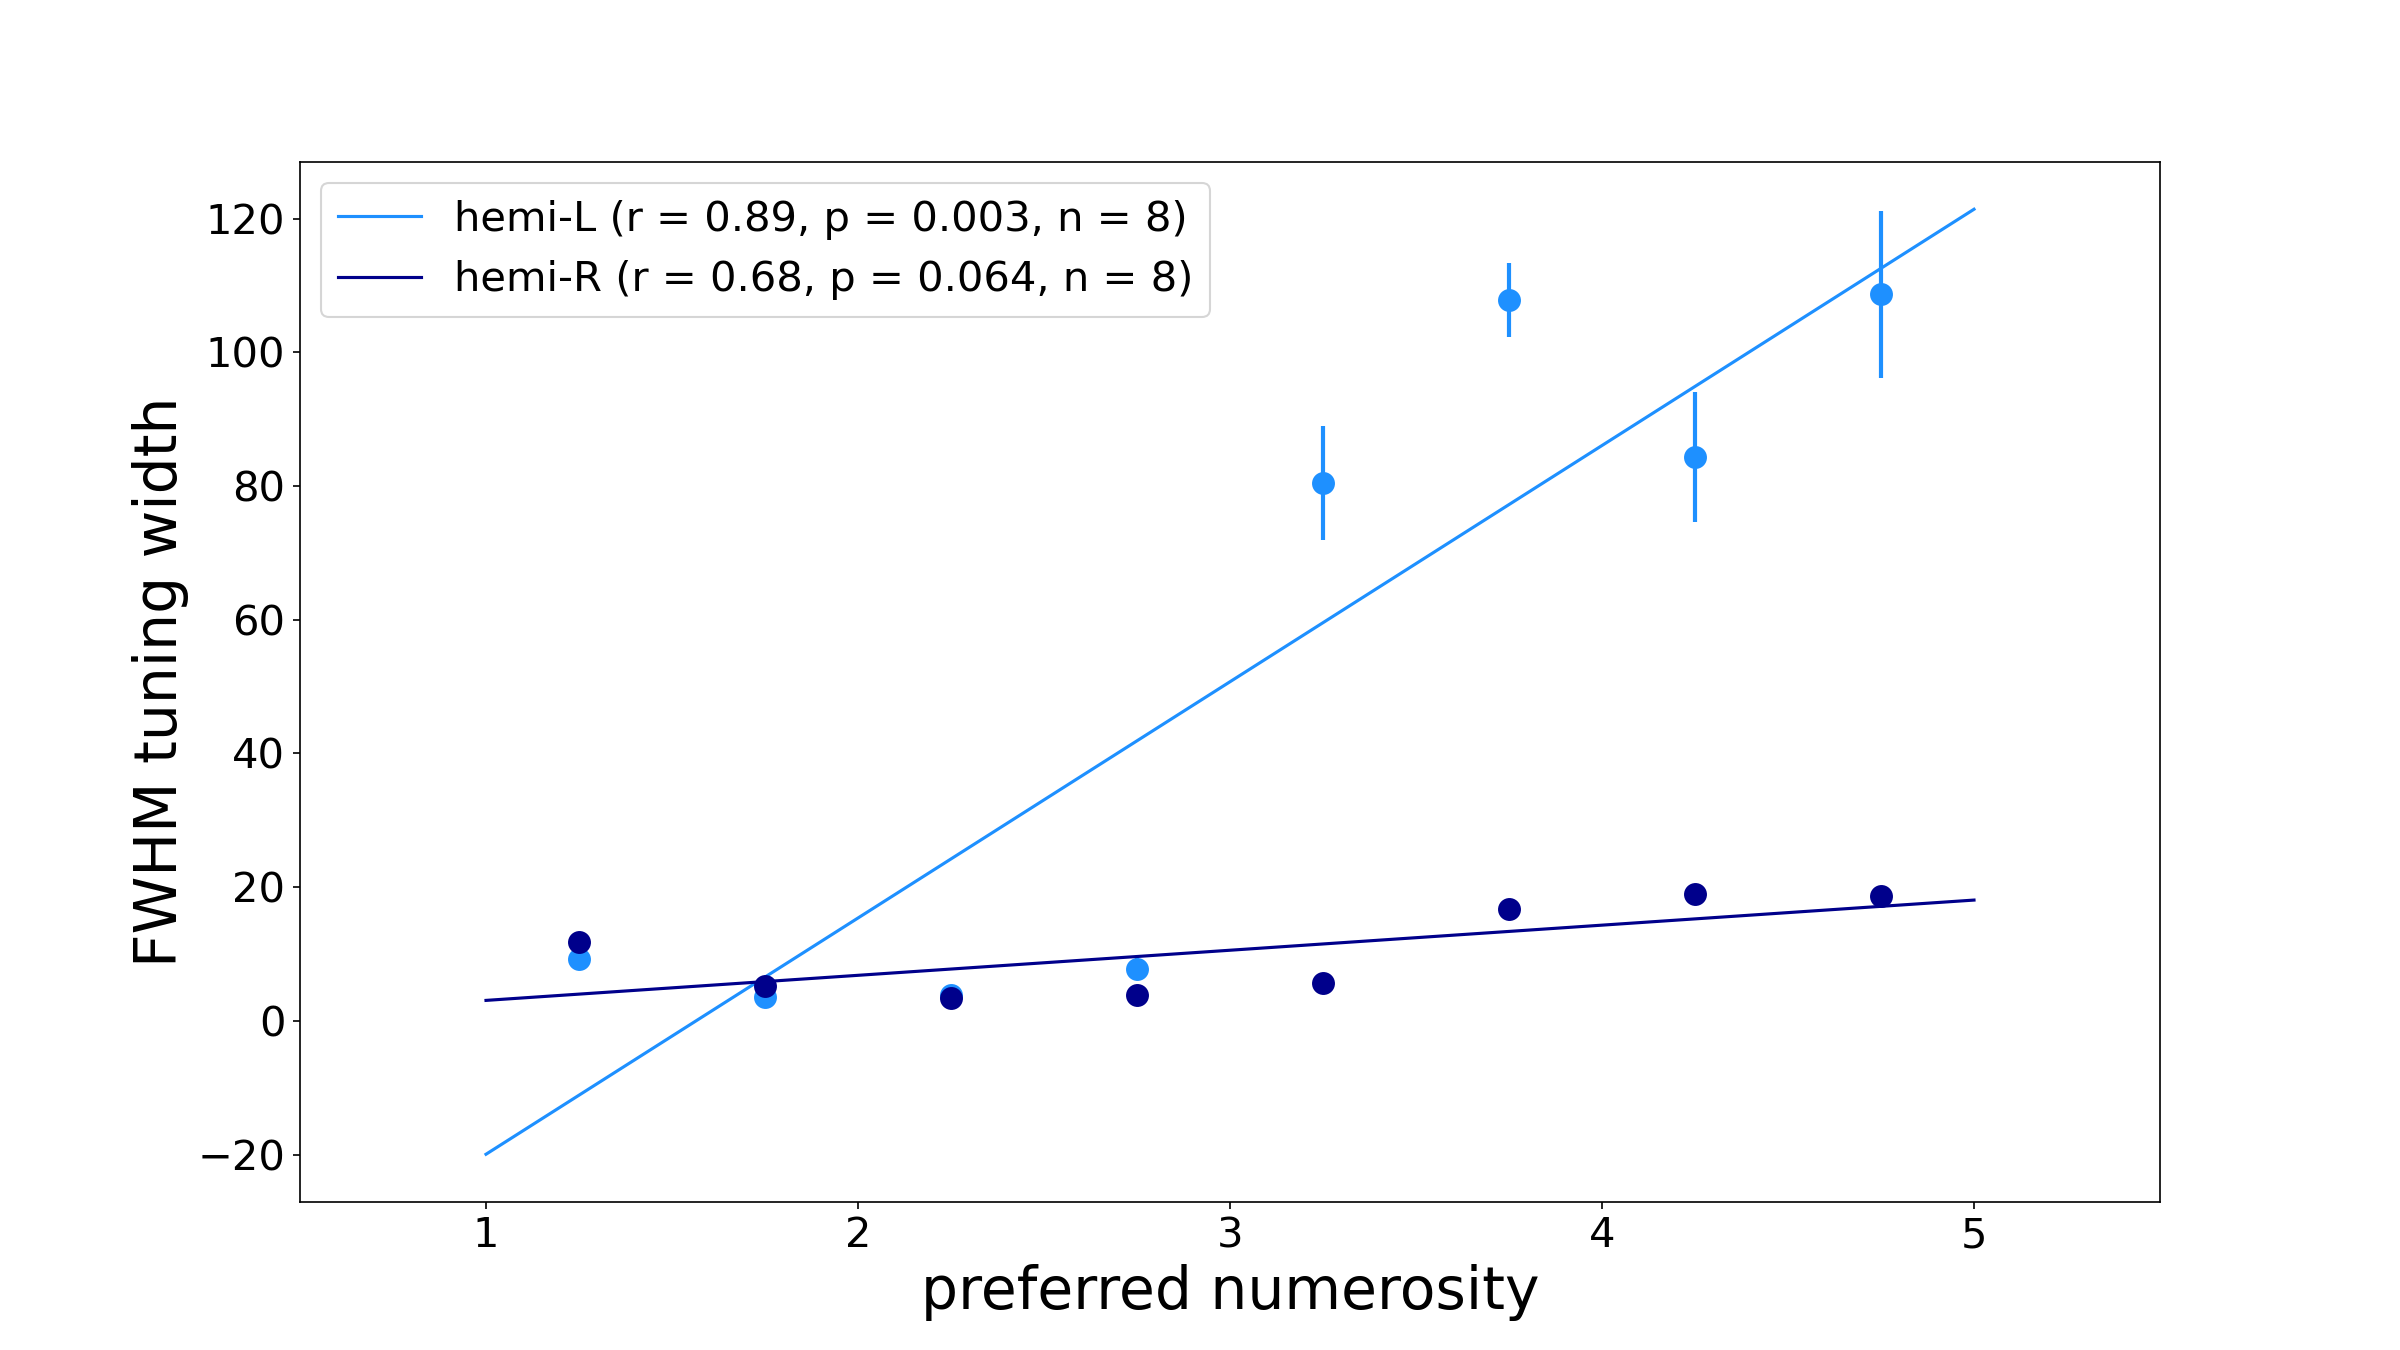 hemi-L (r = 0.89, p = 0.003, n = 8)
hemi-R (r = 0.68, p = 0.064, n = 8)
FWHM tuning width
120
100
80
60
40
20
0
−20
1 2 3 4 5
preferred numerosity